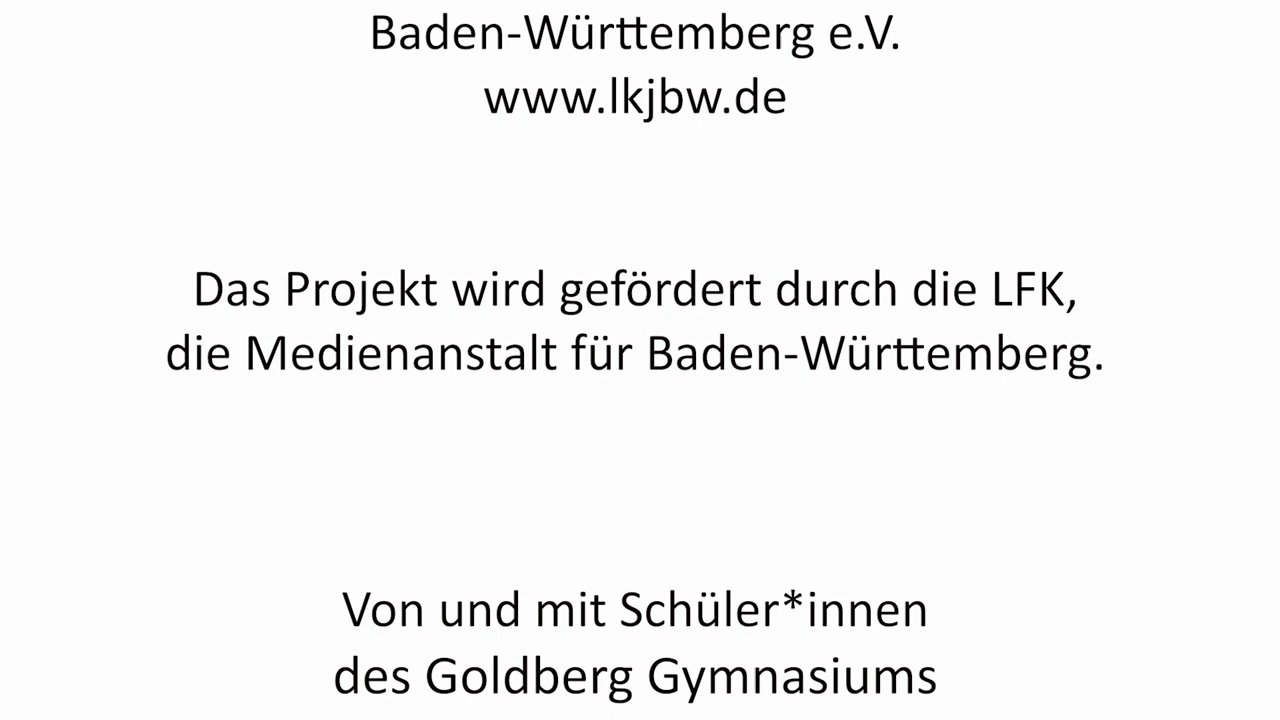 Baden-Württemberg e.V.
www.lkjbw.de
Das Projekt wird gefördert durch die LFK,
die Medienanstalt für Baden-Württemberg.
Von und mit Schüler*innen
des Goldberg Gymnasiums